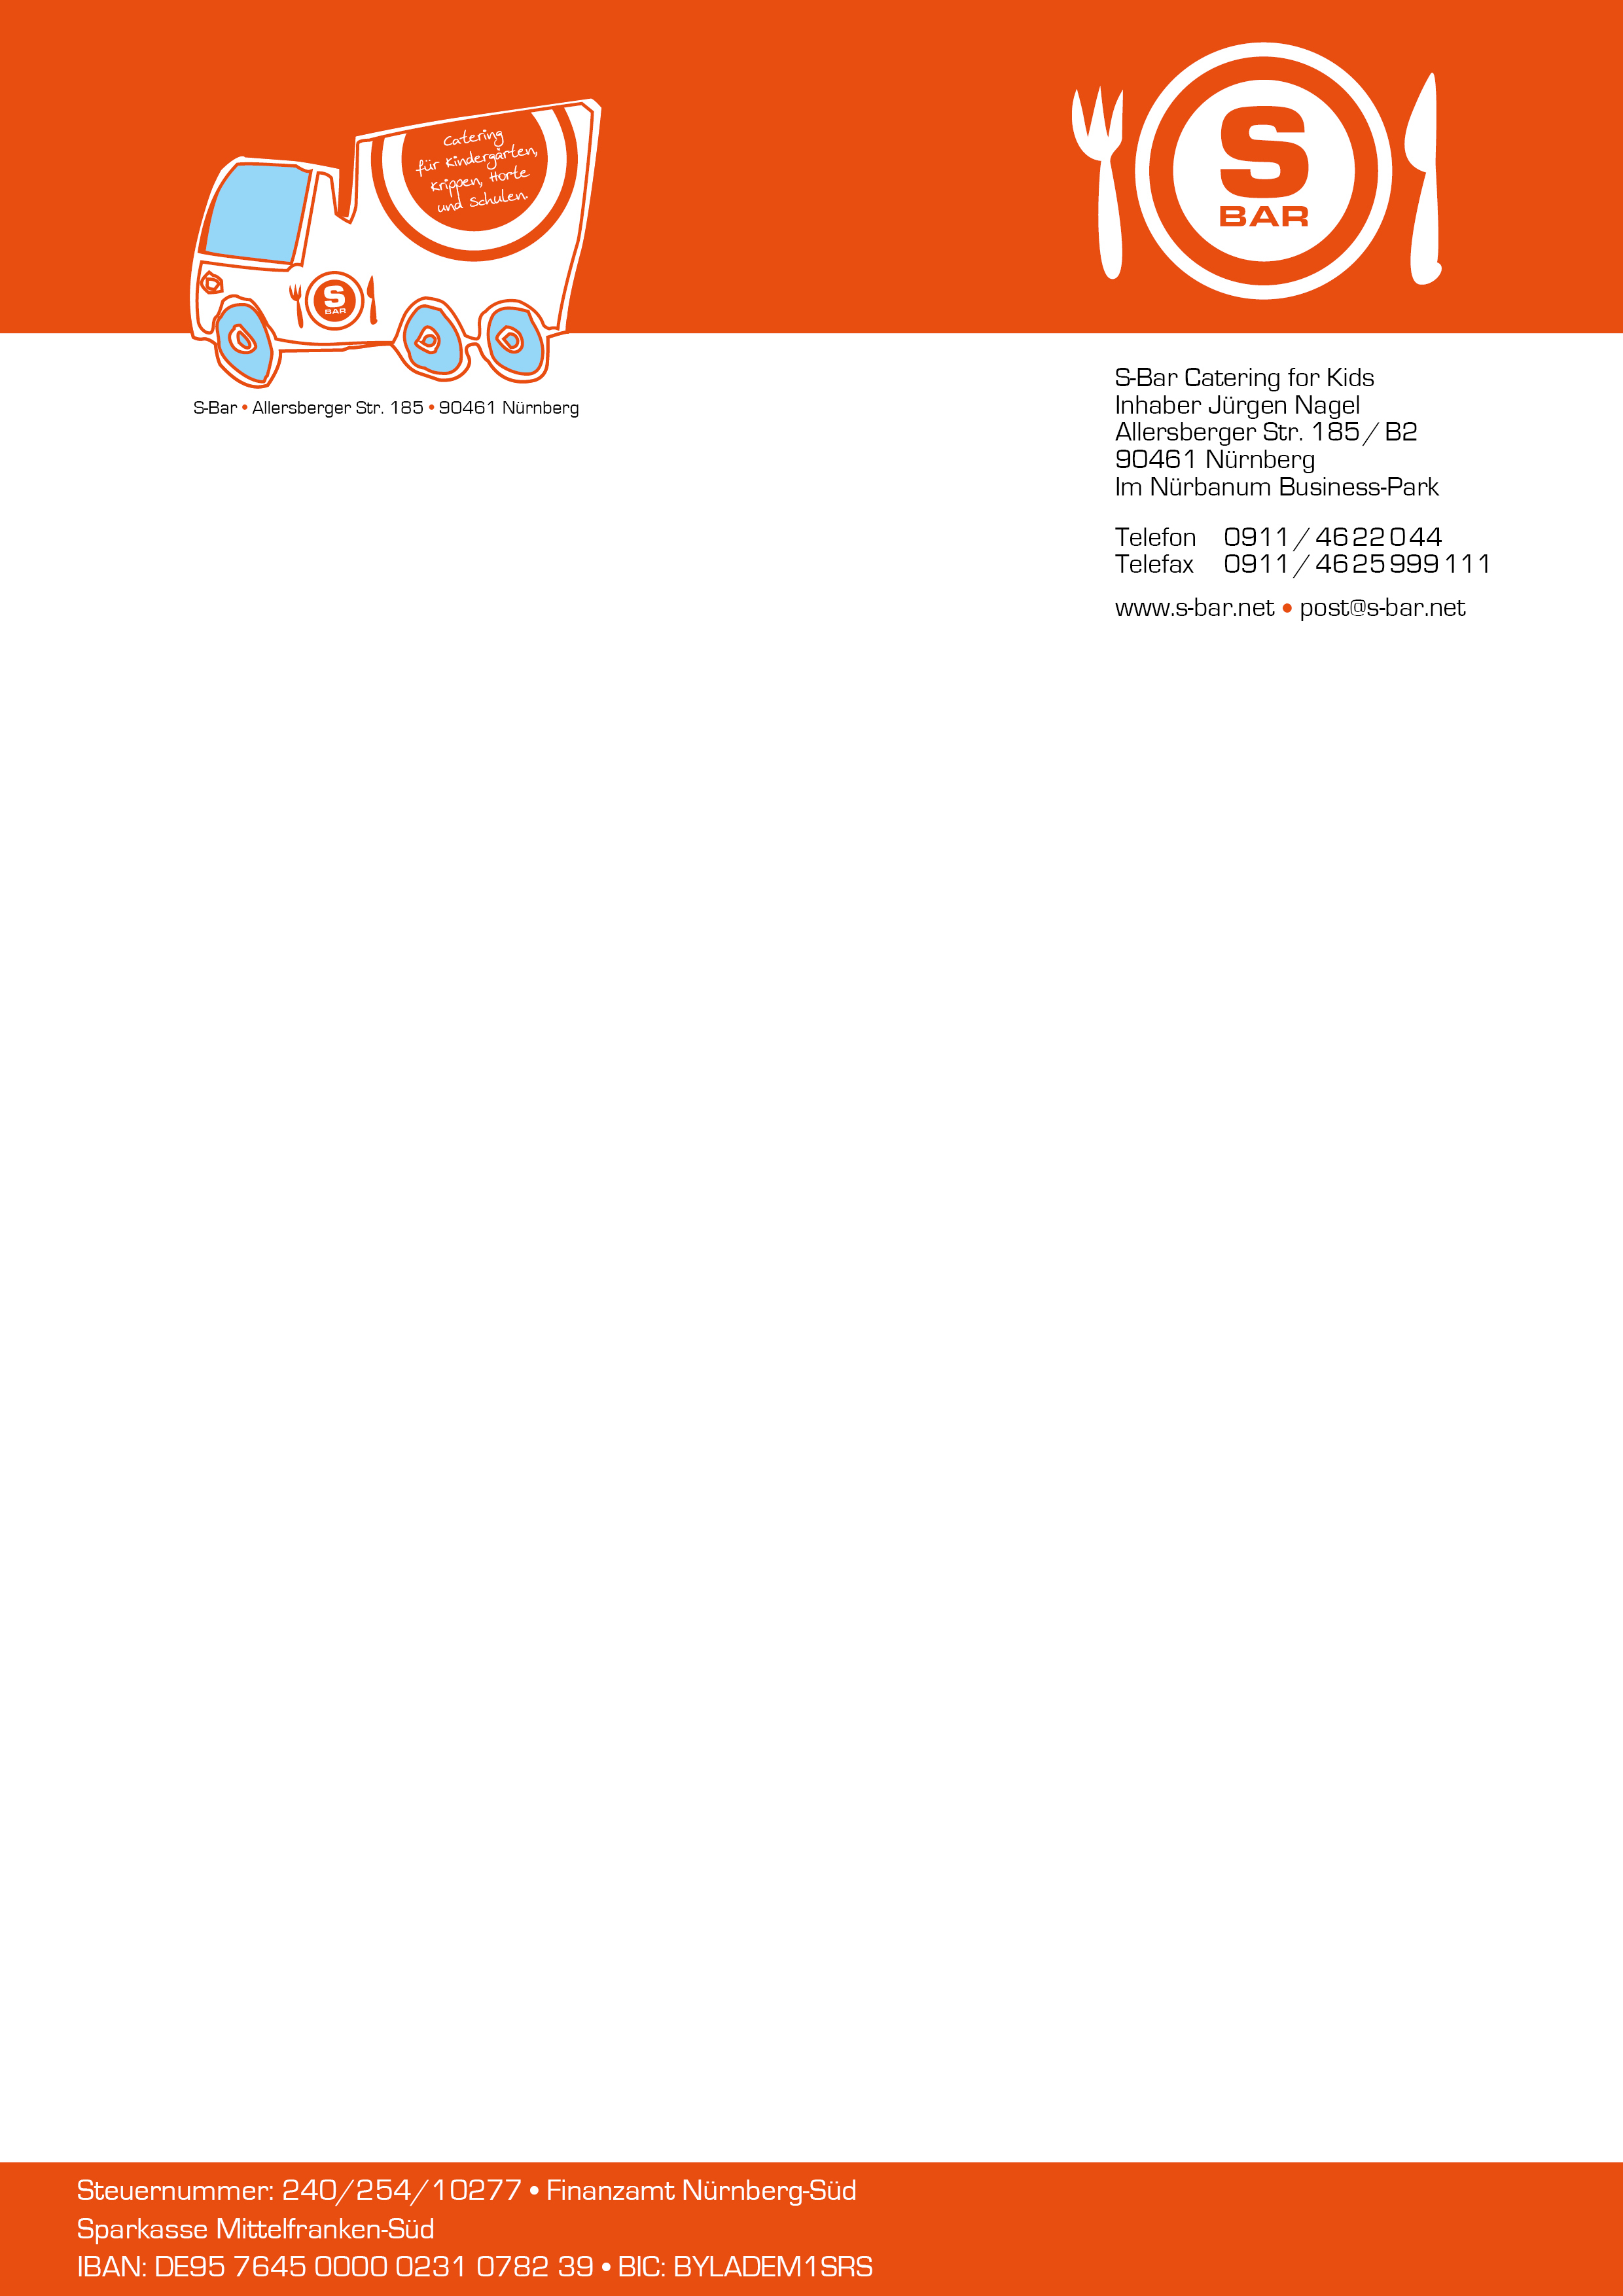 Catering
für Kindergärten,
Krippen, Horte
und Schulen.
S
BAR
S
BAR
S-Bar • Allersberger Str. 185 • 90461 Nürnberg
S-Bar Catering for Kids
Inhaber Jürgen Nagel
Allersberger Str. 185 / B2
90461 Nürnberg
Im Nürbanum Business-Park
Telefon 0911 / 46 22 0 44
Telefax 0911 / 46 25 999 111
www.s-bar.net • post@s-bar.net
Steuernummer: 240/254/10277 • Finanzamt Nürnberg-Süd
Sparkasse Mittelfranken-Süd
IBAN: DE95 7645 0000 0231 0782 39 • BIC: BYLADEM1SRS